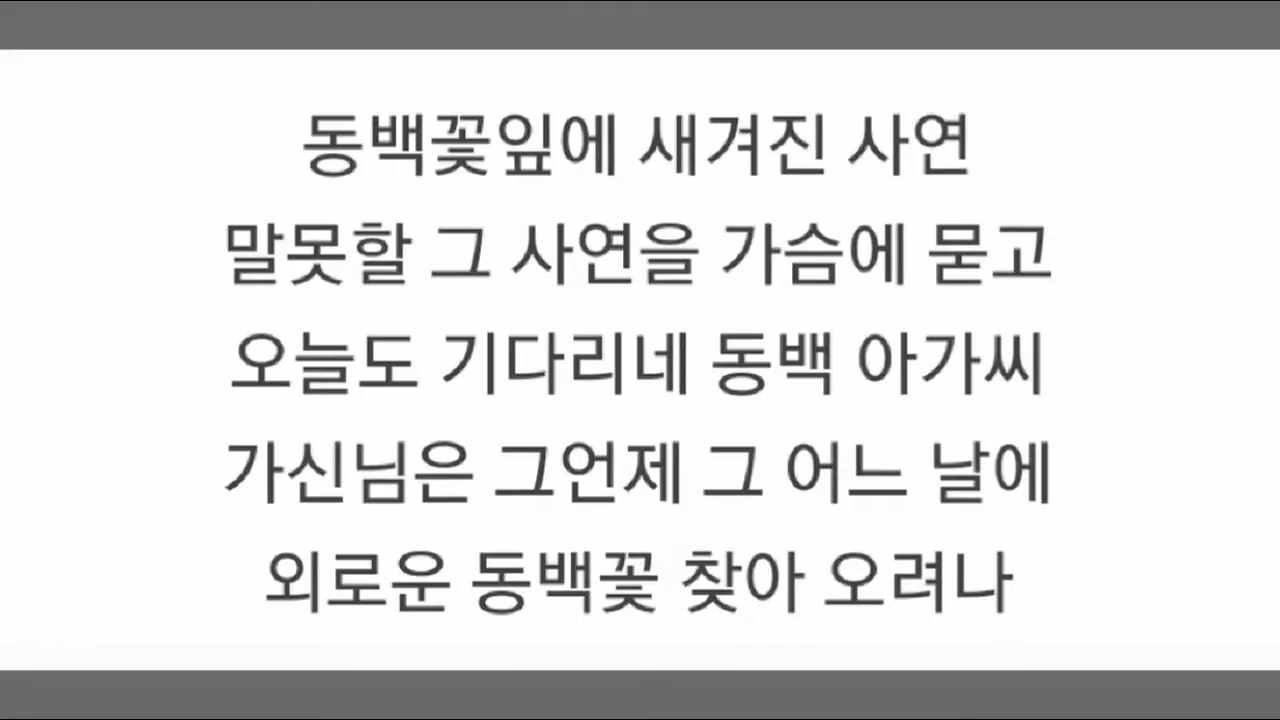 동백꽃잎에 새겨진 사연
말못할 그 사연을 가슴에 묻고
오늘도 기다리네 동백 아가씨
가신님은 그언제 그 어느 날에
외로운 동백꽃 찾아 오려나